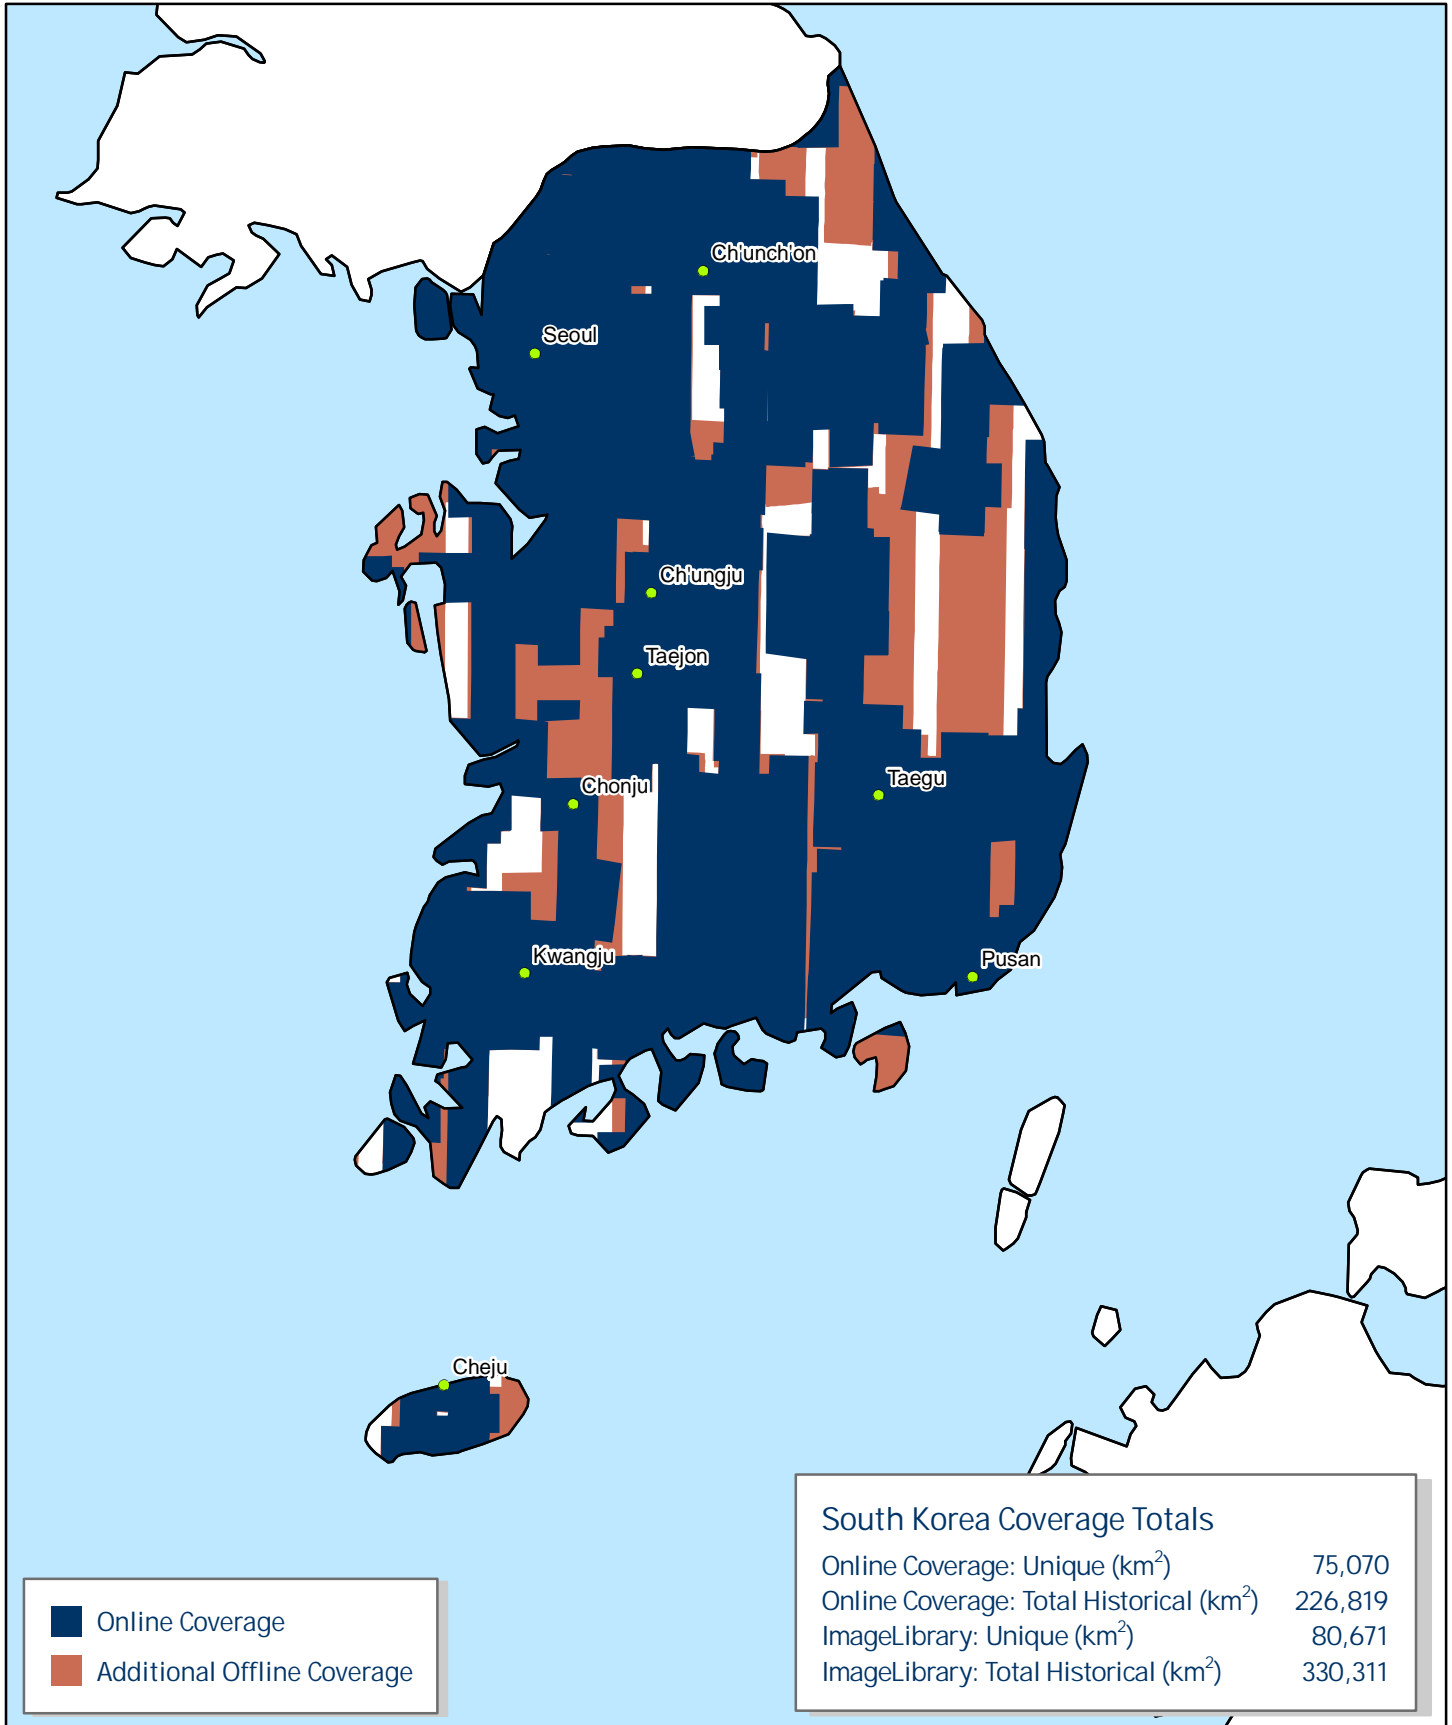 Ch'unch'on
Seoul
Ch'ungju
Taejon
Chonju
Taegu
Kwangju
Pusan
Cheju
South Korea Coverage Totals
Online Coverage: Unique (km²) 75,070
Online Coverage: Total Historical (km²) 226,819
ImageLibrary: Unique (km²) 80,671
ImageLibrary: Total Historical (km²) 330,311
Online Coverage
Additional Offline Coverage